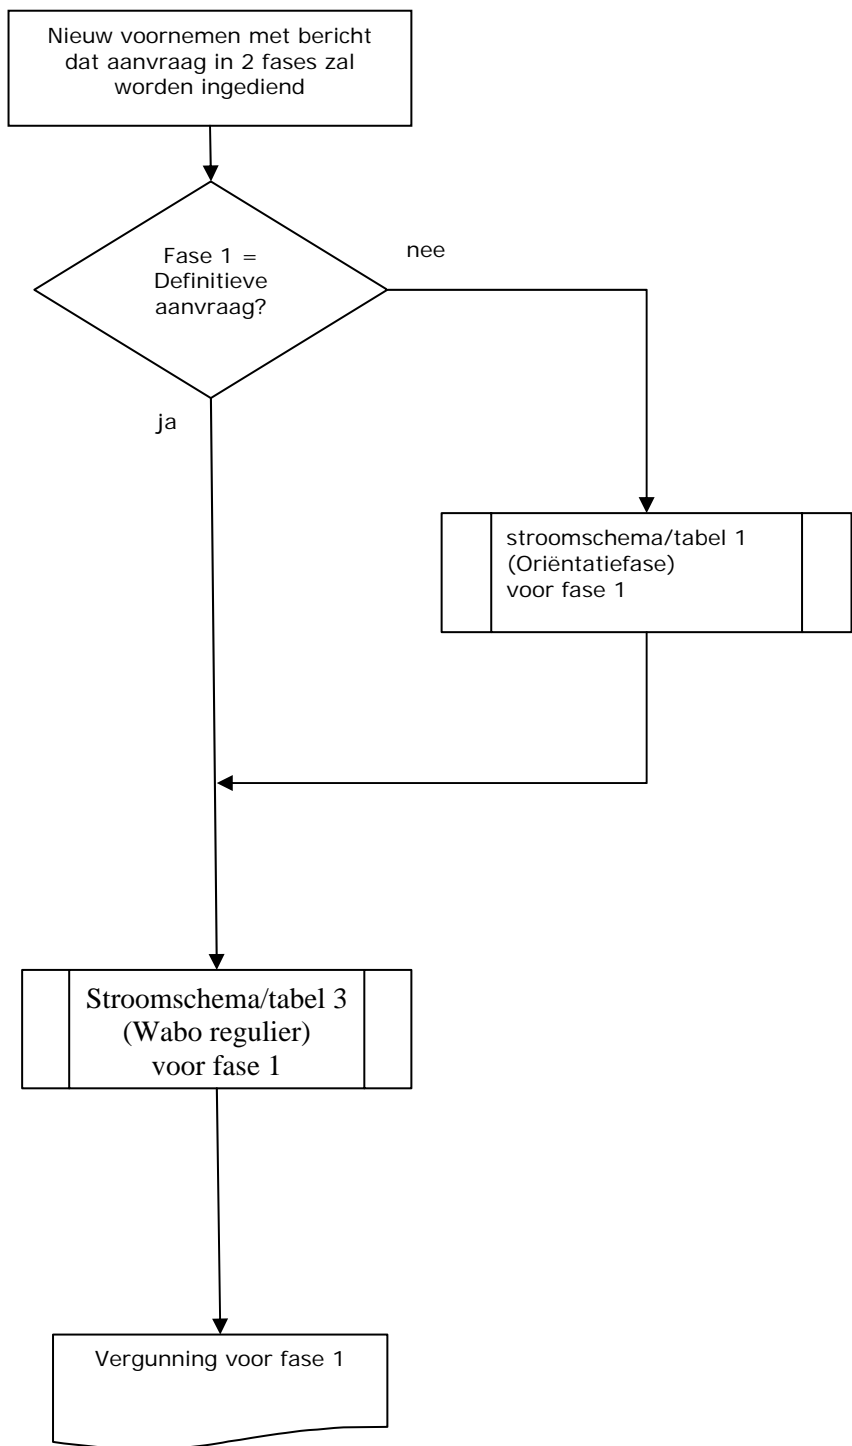 Nieuw voornemen met bericht
dat aanvraag in 2 fases zal
worden ingediend
Fase 1 =
Definitieve
aanvraag?
nee
ja
stroomschema/tabel 1
(Oriëntatiefase)
voor fase 1
Stroomschema/tabel 3
(Wabo regulier)
voor fase 1
Vergunning voor fase 1